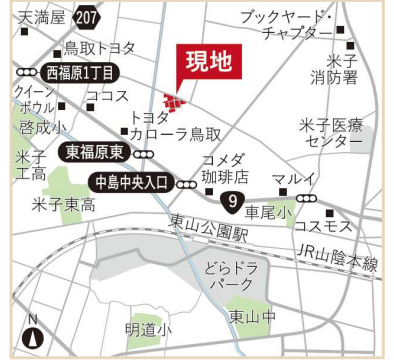 天満屋
207
ブックヤード・
チャプター
鳥取トヨタ
米子
消防署
現地
西福原1丁目
クイーン
ボウル
ココス
啓成小
トヨタ
カローラ鳥取
米子医療
センター
米子
工高
東福原東
コメダ
珈琲店
中島中央入口
マルイ
米子東高
9
車尾小
コスモス
東山公園駅
JR山陰本線
どらドラ
パーク
N
明道小
東山中